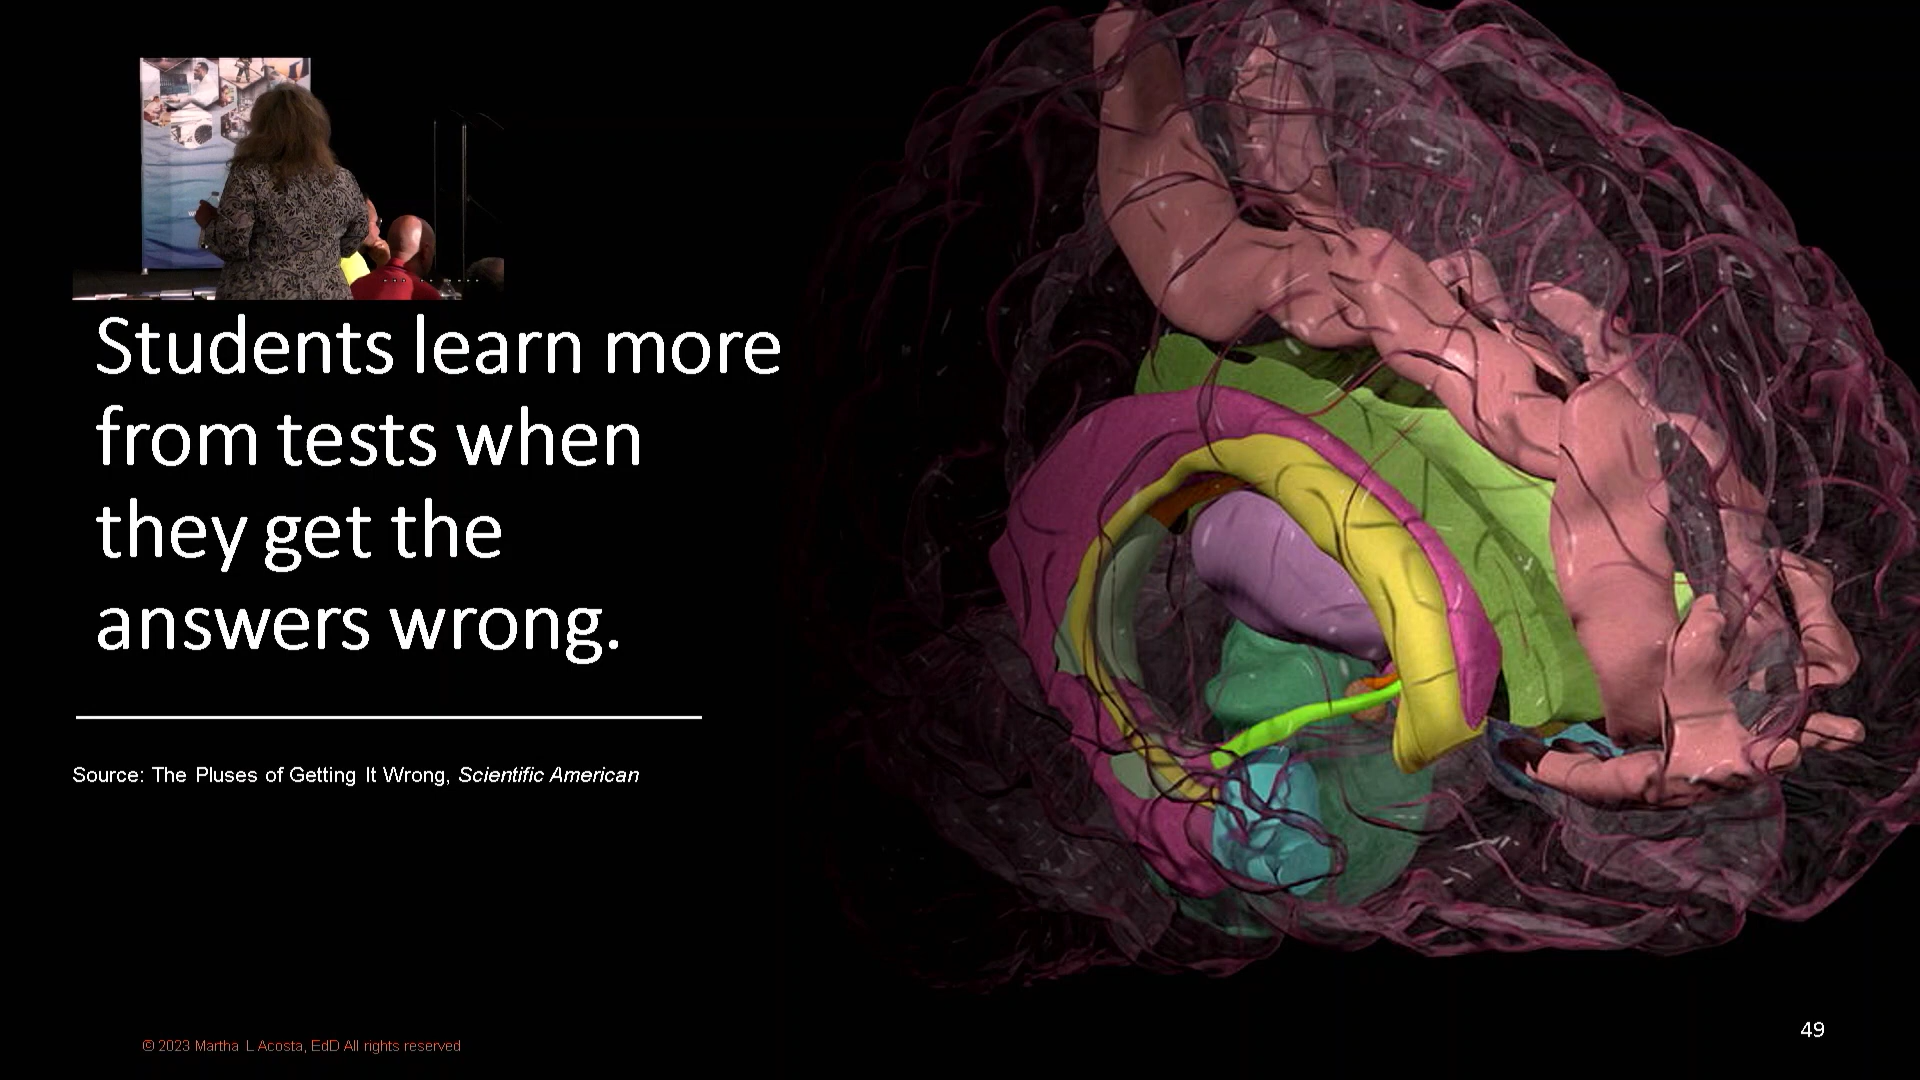 Students learn more
from tests when
they get the
answers wrong.
Source: The Pluses of Getting It Wrong, Scientific American
© 2023 Martha L Acosta, EdD All rights reserved
49